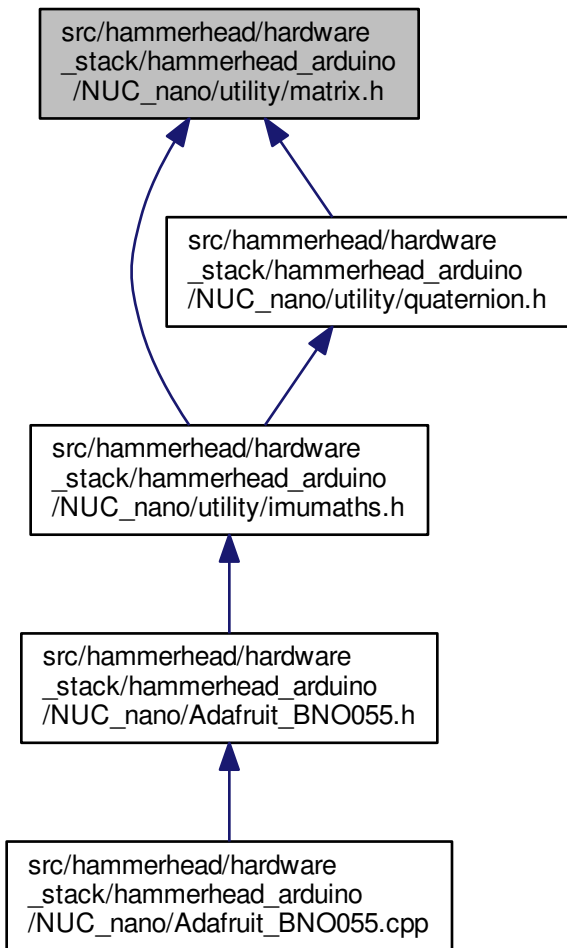 src/hammerhead/hardware
_stack/hammerhead_arduino
/NUC_nano/utility/matrix.h
src/hammerhead/hardware
_stack/hammerhead_arduino
/NUC_nano/utility/quaternion.h
src/hammerhead/hardware
_stack/hammerhead_arduino
/NUC_nano/utility/imumaths.h
src/hammerhead/hardware
_stack/hammerhead_arduino
/NUC_nano/Adafruit_BNO055.h
src/hammerhead/hardware
_stack/hammerhead_arduino
/NUC_nano/Adafruit_BNO055.cpp